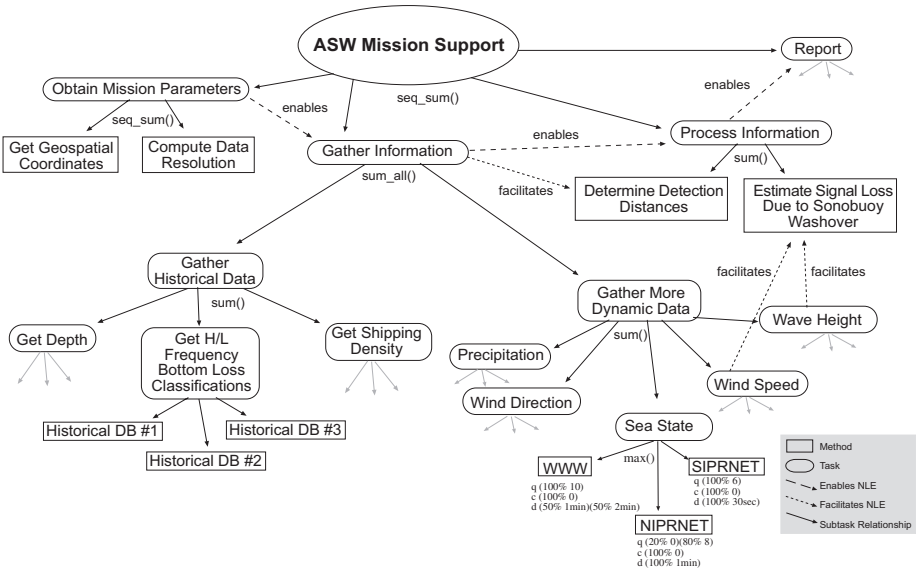 ASW Mission Support
Report
Obtain Mission Parameters
seq_sum()
enables
enables
seq_sum()
Get Geospatial
Coordinates
Compute Data
Resolution
enables
Process Information
Gather Information
sum()
sum_all()
facilitates
Determine Detection
Distances
Estimate Signal Loss
Due to Sonobuoy
Washover
Gather
Historical Data
facilitates
facilitates
sum()
Gather More
Dynamic Data
Get Depth
Get H/L
Frequency
Bottom Loss
Classifications
Get Shipping
Density
sum()
Wave Height
Precipitation
Wind Speed
Wind Direction
Historical DB #1
Historical DB #3
Historical DB #2
Sea State
max()
WWW
q (100% 10)
c (100% 0)
d (50% 1min)(50% 2min)
SIPRNET
q (100% 6)
c (100% 0)
d (100% 30sec)
NIPRNET
q (20% 0)(80% 8)
c (100% 0)
d (100% 1min)
Method
Task
Enables NLE
Facilitates NLE
Subtask Relationship